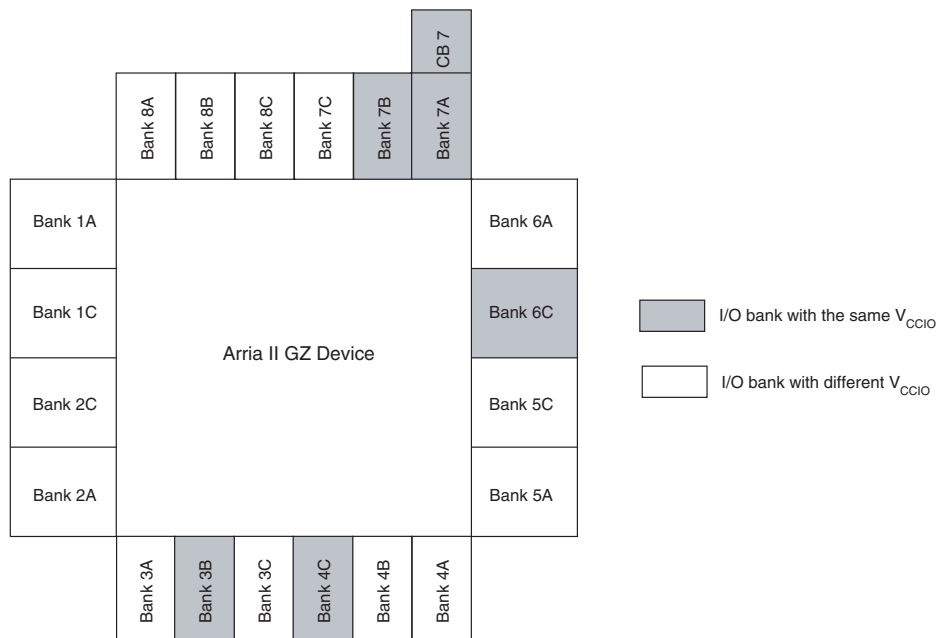 CB 7
Bank 8A
Bank 8B
Bank 8C
Bank 7C
Bank 7B
Bank 7A
Bank 1A
Bank 6A
Bank 1C
Bank 6C
I/O bank with the same VCCIO
Arria II GZ Device
I/O bank with different VCCIO
Bank 2C
Bank 5C
Bank 2A
Bank 5A
Bank 3A
Bank 3B
Bank 3C
Bank 4C
Bank 4B
Bank 4A